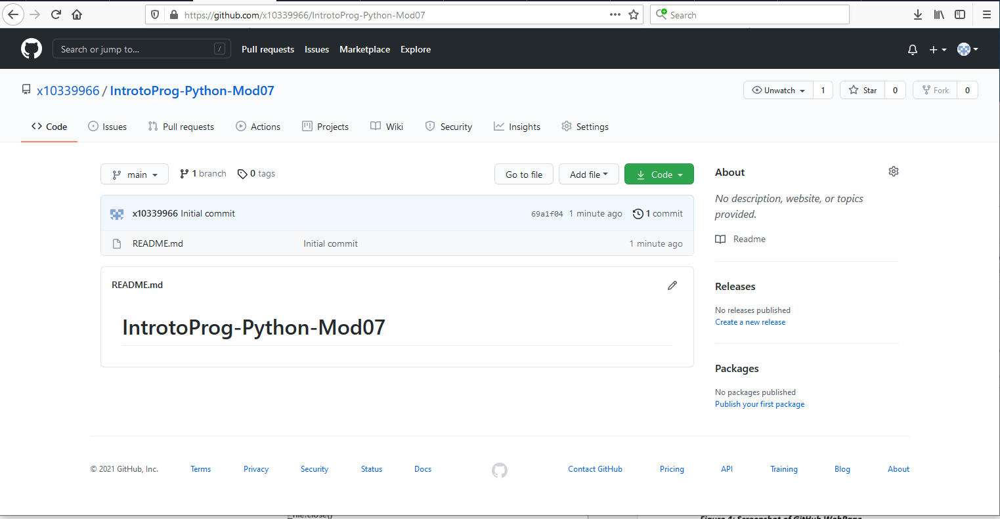 https://github.com/x10339966/IntrotoProg-Python-Mod07
Search
Search or jump to... /
Pull requests Issues Marketplace Explore
x10339966 / IntrotoProg-Python-Mod07
Unwatch 1 Star 0 Fork 0
Code Issues Pull requests Actions Projects Wiki Security Insights Settings
main 1 branch 0 tags
Go to file Add file Code
x10339966 Initial commit 69a1f04 1 minute ago 1 commit
README.md Initial commit 1 minute ago
README.md
IntrotoProg-Python-Mod07
About
No description, website, or topics
provided.
Readme
Releases
No releases published
Create a new release
Packages
No packages published
Publish your first package
© 2021 GitHub, Inc. Terms Privacy Security Status Docs Contact GitHub Pricing API Training Blog About
_file.close()
Figure 4: Screenshot of GitHub WebPage